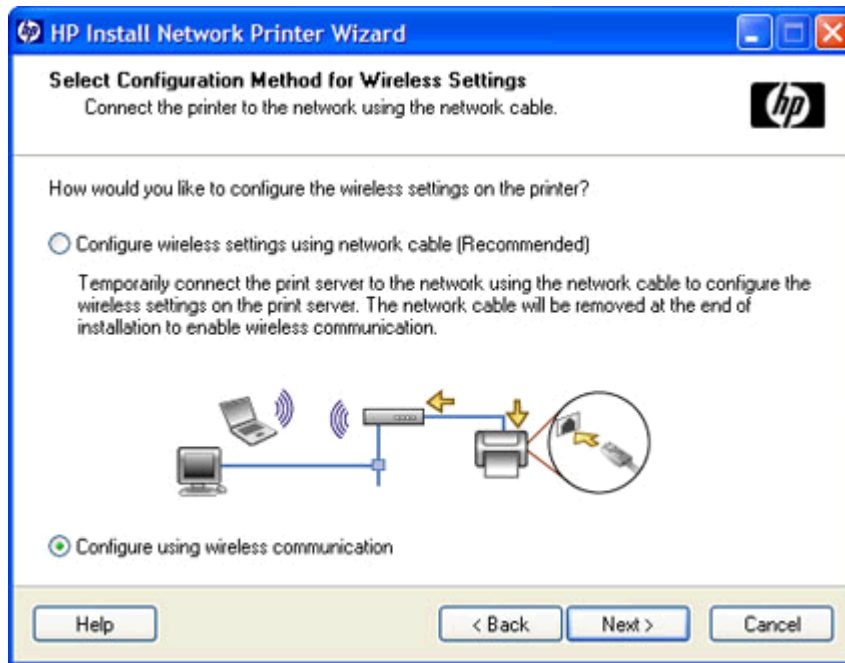 HP Install Network Printer Wizard
Select Configuration Method for Wireless Settings
Connect the printer to the network using the network cable.
hp
How would you like to configure the wireless settings on the printer?
Configure wireless settings using network cable (Recommended)
Temporarily connect the print server to the network using the network cable to configure the
wireless settings on the print server. The network cable will be removed at the end of
installation to enable wireless communication.
Configure using wireless communication
Help
< Back
Next >
Cancel